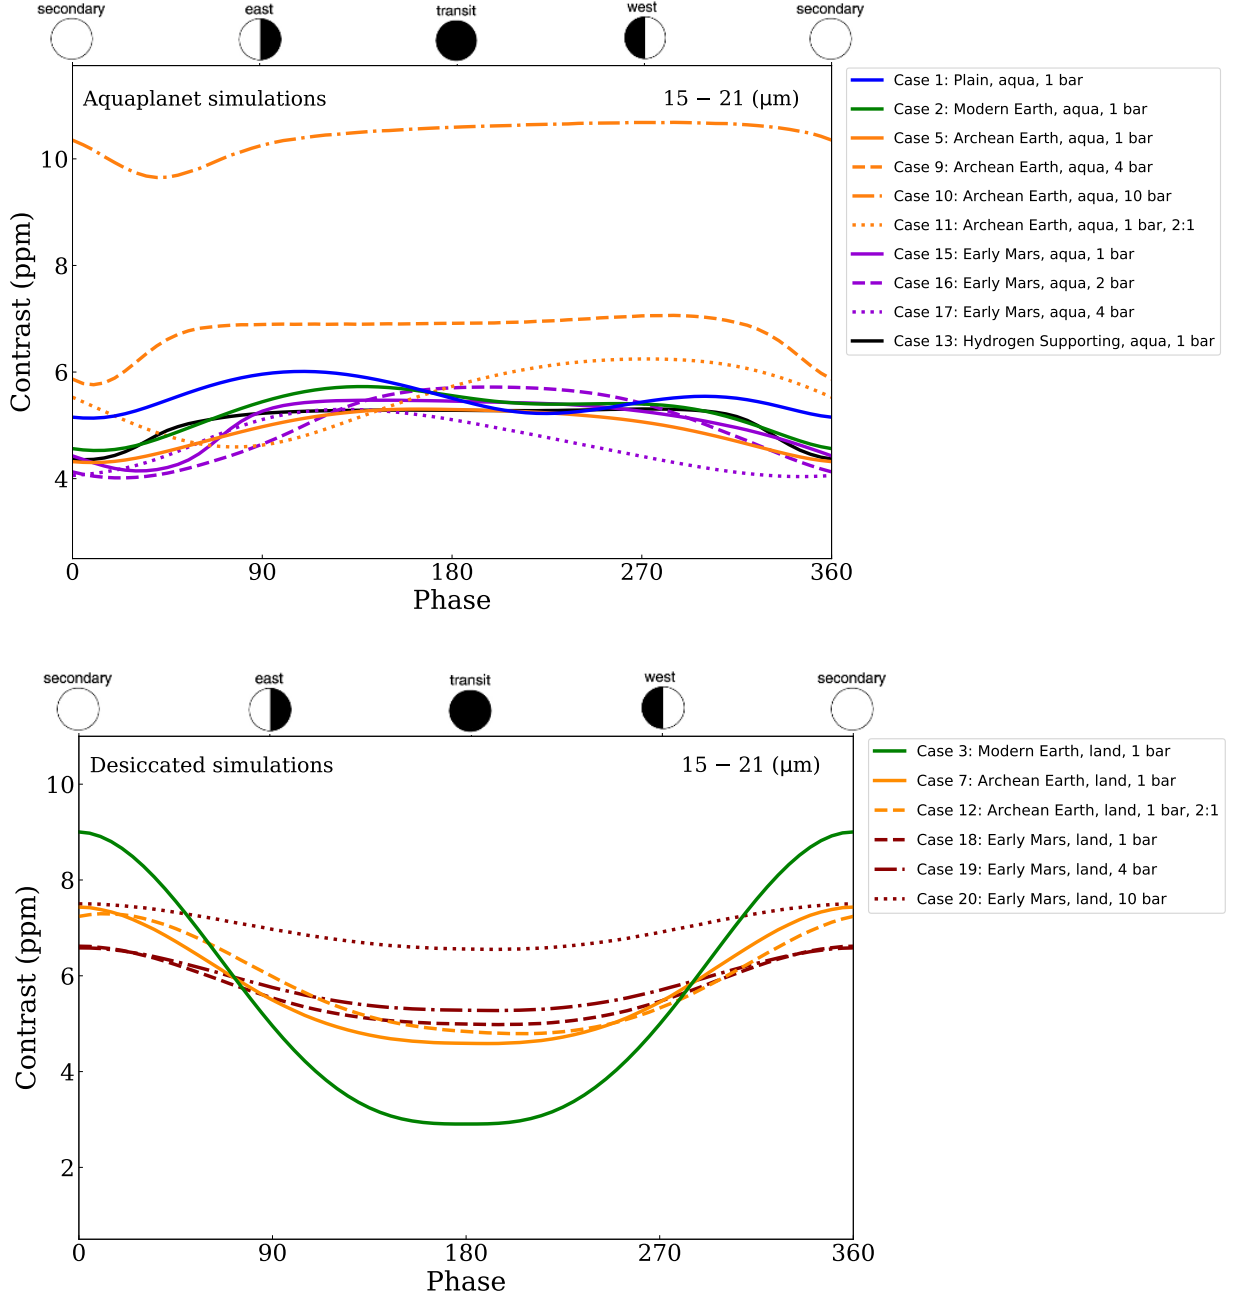 secondary east transit west secondary
Aquaplanet simulations 15 − 21 (μm)
Contrast (ppm)
10
8
6
4
0 90 180 270 360
Phase
Case 1: Plain, aqua, 1 bar
Case 2: Modern Earth, aqua, 1 bar
Case 5: Archean Earth, aqua, 1 bar
Case 9: Archean Earth, aqua, 4 bar
Case 10: Archean Earth, aqua, 10 bar
Case 11: Archean Earth, aqua, 1 bar, 2:1
Case 15: Early Mars, aqua, 1 bar
Case 16: Early Mars, aqua, 2 bar
Case 17: Early Mars, aqua, 4 bar
Case 13: Hydrogen Supporting, aqua, 1 bar
secondary east transit west secondary
Desiccated simulations 15 − 21 (μm)
Contrast (ppm)
10
8
6
4
2
0 90 180 270 360
Phase
Case 3: Modern Earth, land, 1 bar
Case 7: Archean Earth, land, 1 bar
Case 12: Archean Earth, land, 1 bar, 2:1
Case 18: Early Mars, land, 1 bar
Case 19: Early Mars, land, 4 bar
Case 20: Early Mars, land, 10 bar